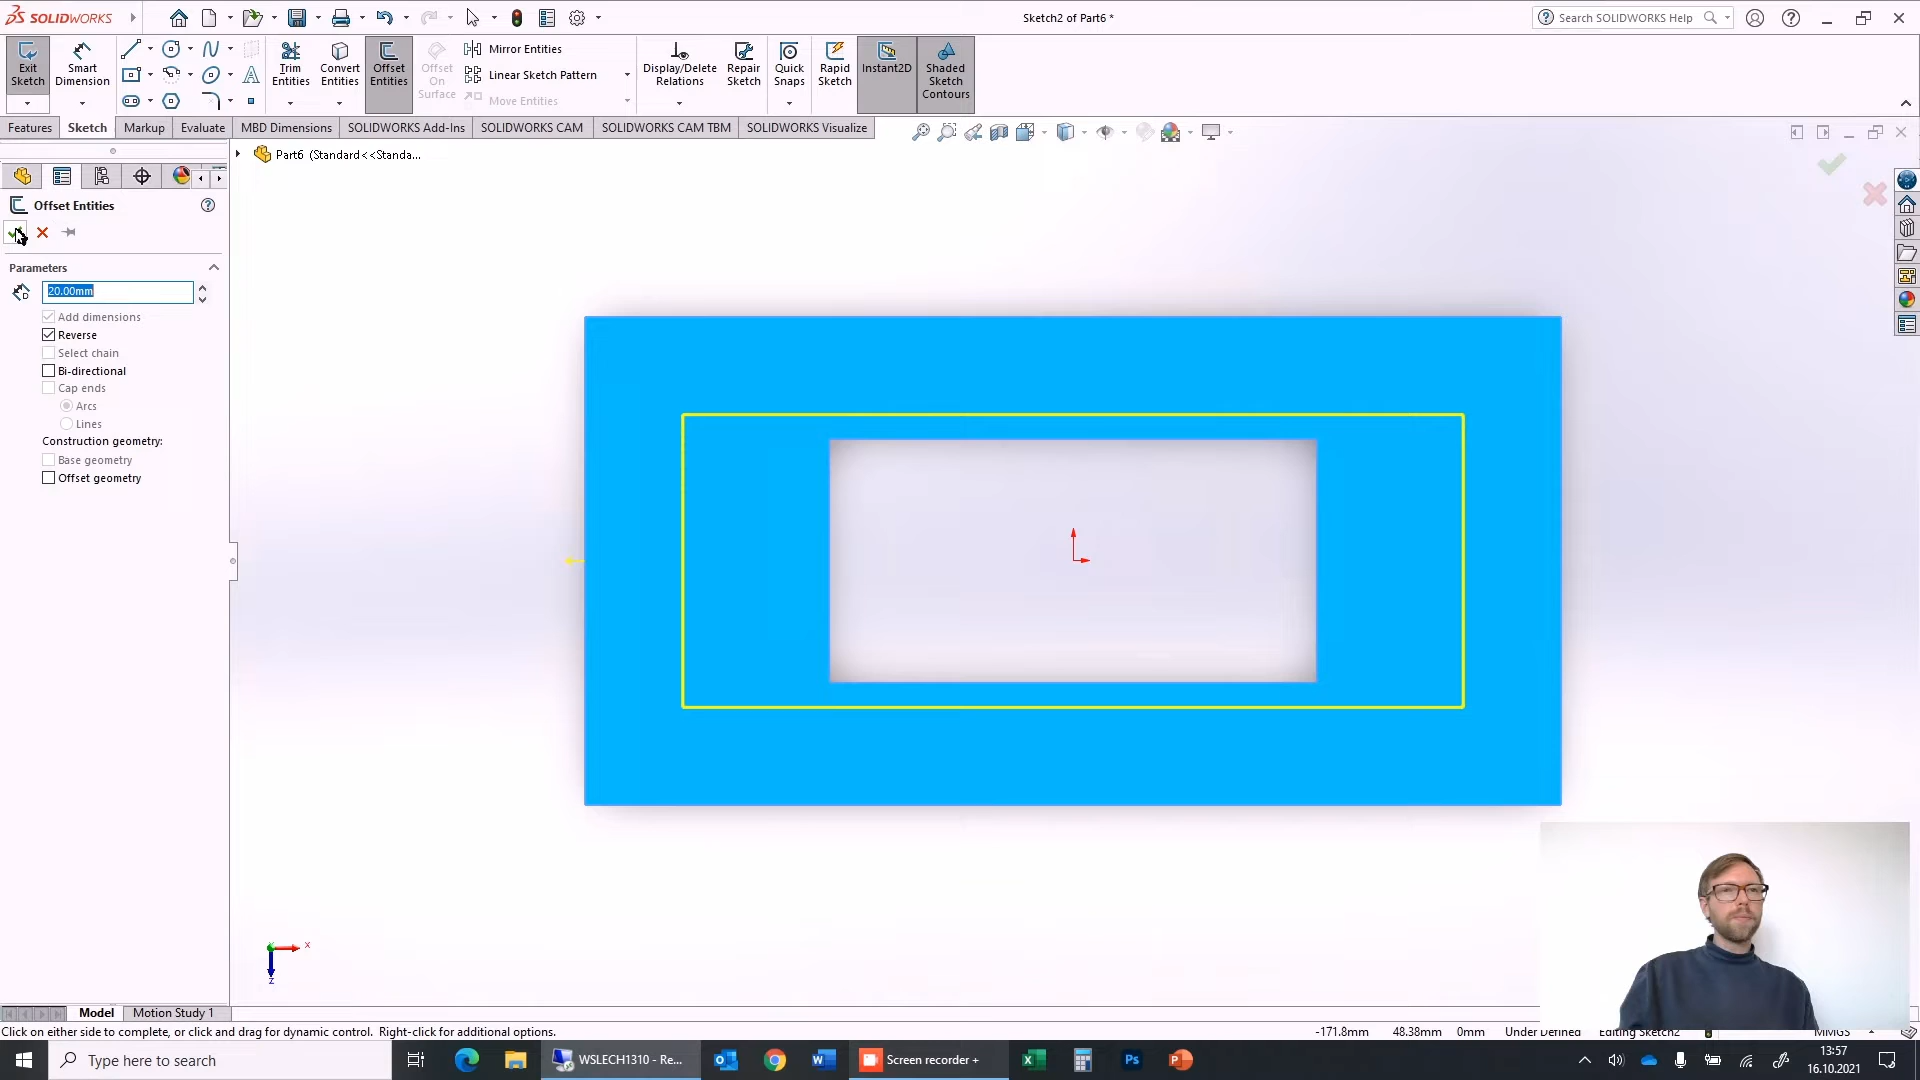 SOLIDWORKS
Sketch2 of Part6 *
Search SOLIDWORKS Help
Exit Sketch
Smart Dimension
Trim Entities
Convert Entities
Offset Entities
Offset On Surface
Mirror Entities
Linear Sketch Pattern
Move Entities
Display/Delete Relations
Repair Sketch
Quick Snaps
Rapid Sketch
Instant2D
Shaded Sketch Contours
Features
Sketch
Markup
Evaluate
MBD Dimensions
SOLIDWORKS Add-Ins
SOLIDWORKS CAM
SOLIDWORKS CAM TBM
SOLIDWORKS Visualize
Part6 (Standard<<Standa...
Offset Entities
Parameters
20.00mm
Add dimensions
Reverse
Select chain
Bi-directional
Cap ends
Arcs
Lines
Construction geometry:
Base geometry
Offset geometry
x
z
Model
Motion Study 1
Click on either side to complete, or click and drag for dynamic control. Right-click for additional options.
-171.8mm
48.38mm
0mm
Under Defined
Editing Sketch2
MMGS
Type here to search
WSLECH1310 - Re...
Screen recorder +
13:57
16.10.2021